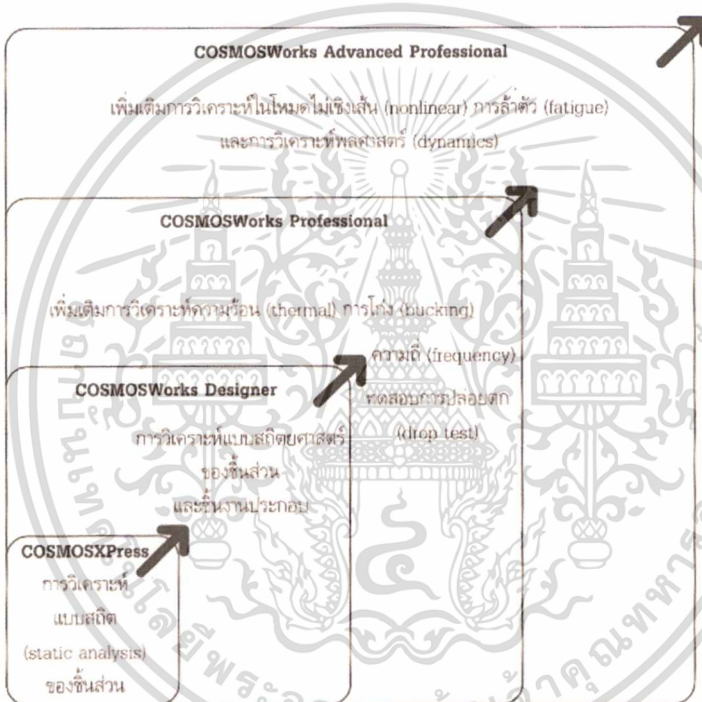 COSMOSWorks Advanced Professional
เพิ่มเติมการวิเคราะห์ในโหมดไม่เชิงเส้น (nonlinear) การล้าตัว (fatigue)
และการวิเคราะห์พลศาสตร์ (dynamics)
COSMOSWorks Professional
เพิ่มเติมการวิเคราะห์ความร้อน (thermal) การโก่ง (bucking)
ความถี่ (frequency)
ทดสอบการปล่อยตก
(drop test)
COSMOSWorks Designer
การวิเคราะห์แบบสถิตยศาสตร์
ของชิ้นส่วน
และชิ้นงานประกอบ
COSMOSXPress
การวิเคราะห์
แบบสถิต
(static analysis)
ของชิ้นส่วน